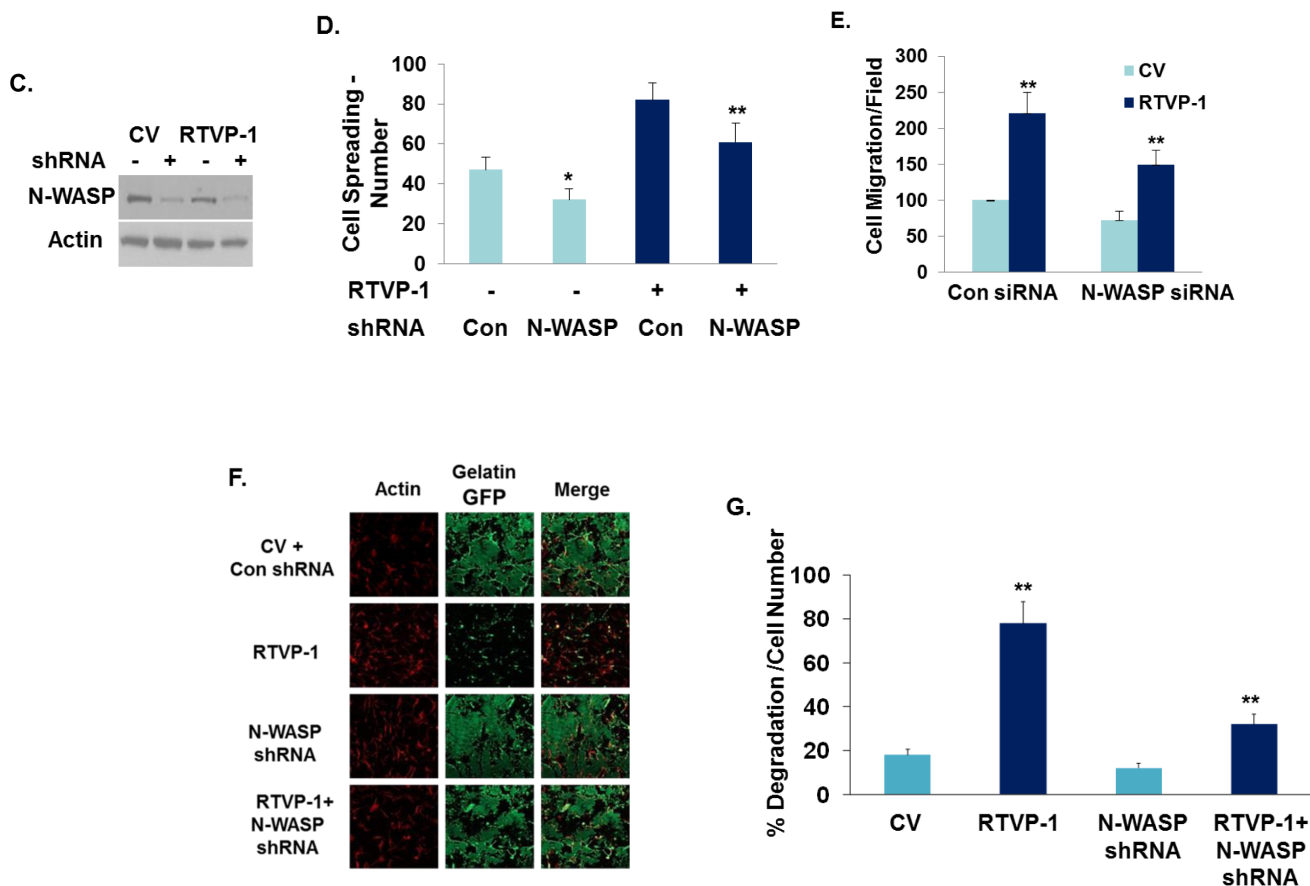 C.
CV RTVP-1
shRNA - + - +
N-WASP
Actin
D.
Cell Spreading -
Number
100
80
60
40
20
0
*
**
RTVP-1 - - + +
shRNA Con N-WASP Con N-WASP
E.
Cell Migration/Field
300
250
200
150
100
50
0
CV
RTVP-1
**
**
Con siRNA N-WASP siRNA
F.
Actin Gelatin GFP Merge
CV +
Con shRNA
RTVP-1
N-WASP
shRNA
RTVP-1+
N-WASP
shRNA
G.
% Degradation /Cell Number
100
80
60
40
20
0
**
**
CV RTVP-1 N-WASP shRNA RTVP-1+ N-WASP shRNA